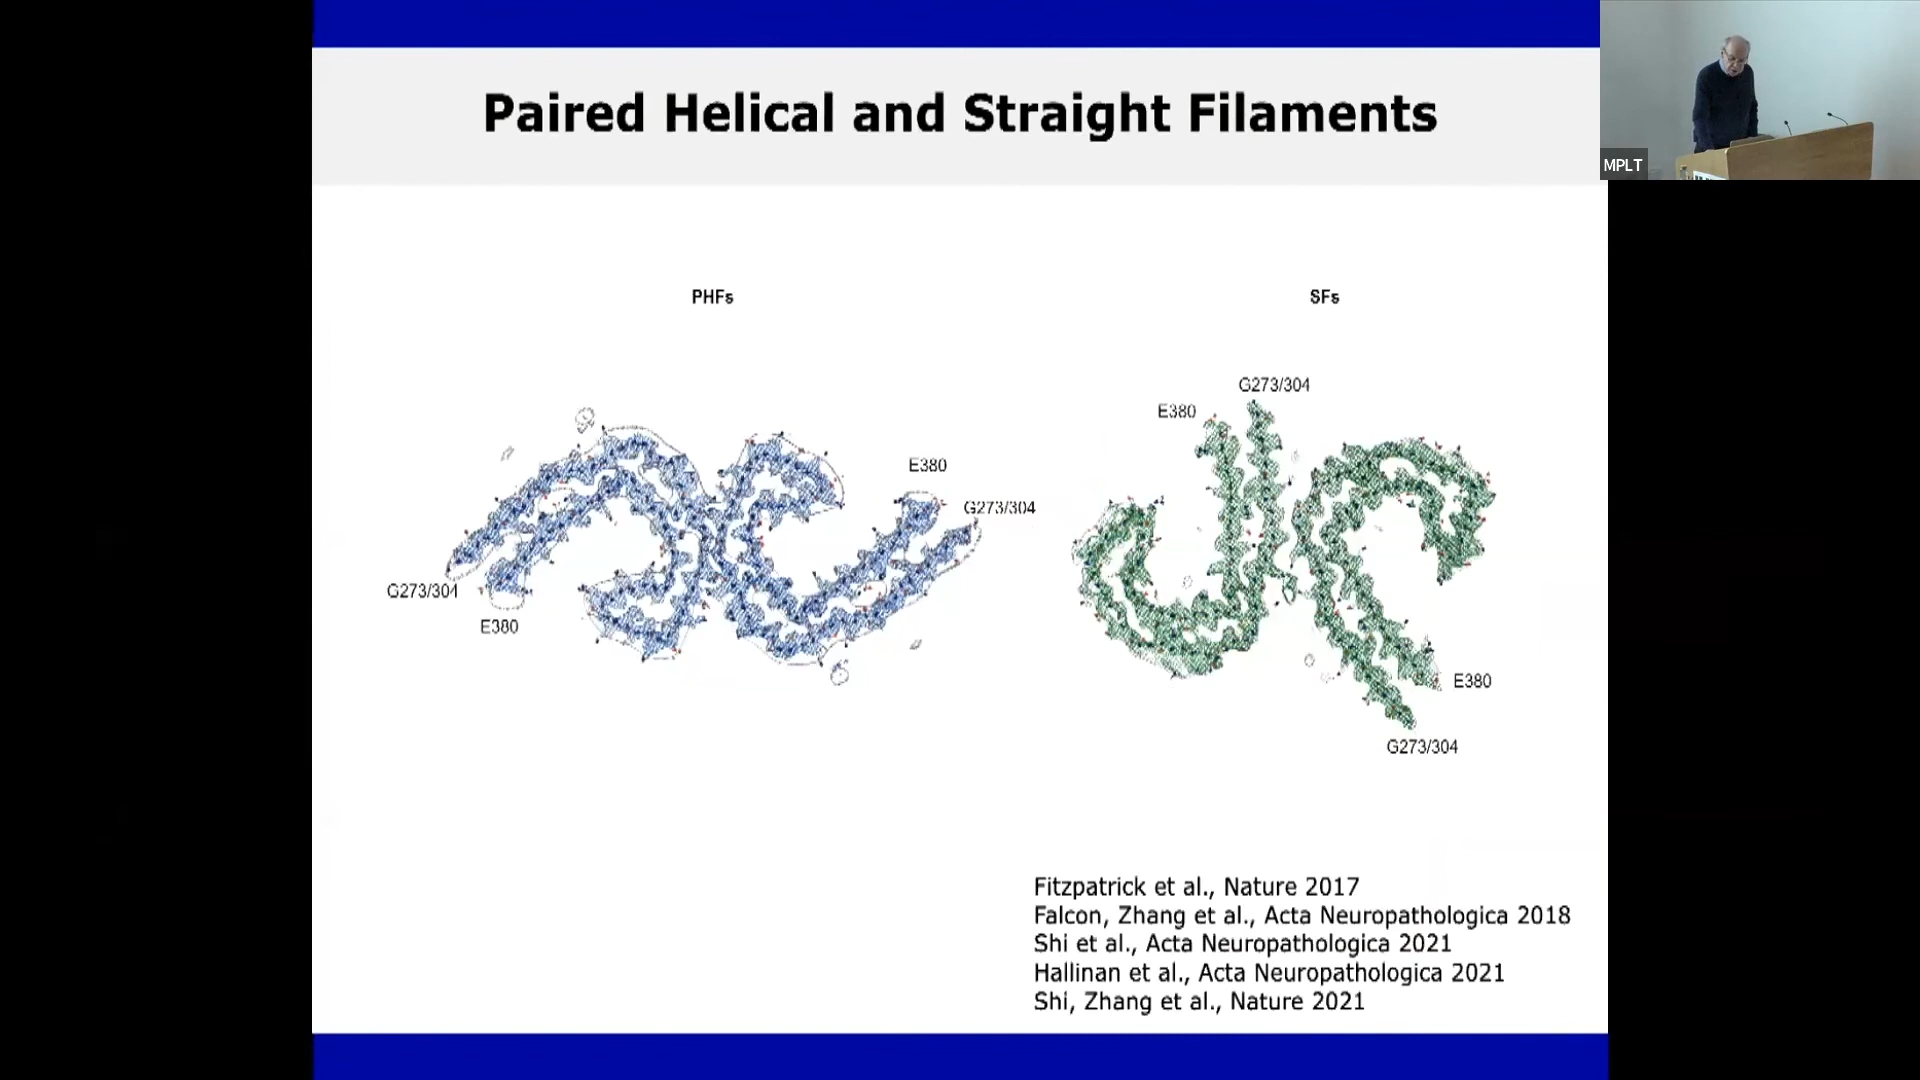 Paired Helical and Straight Filaments
MPLT
PHFs
SFs
G273/304
E380
E380
G273/304
G273/304
E380
E380
G273/304
Fitzpatrick et al., Nature 2017
Falcon, Zhang et al., Acta Neuropathologica 2018
Shi et al., Acta Neuropathologica 2021
Hallinan et al., Acta Neuropathologica 2021
Shi, Zhang et al., Nature 2021